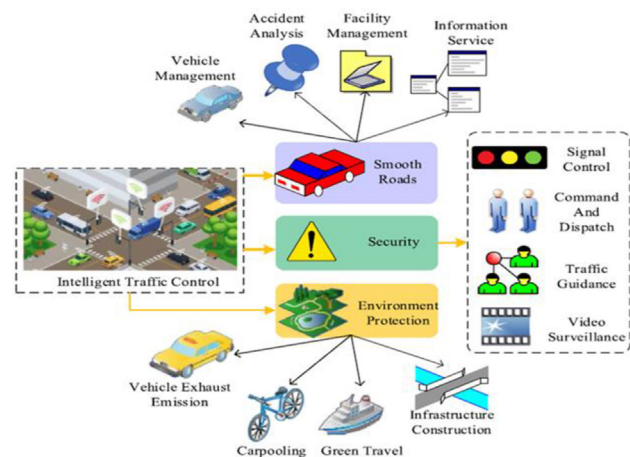 Accident
Analysis
Facility
Management
Information
Service
Vehicle
Management
Smooth
Roads
Signal
Control
Command
And
Dispatch
Security
Intelligent Traffic Control
Traffic
Guidance
Environment
Protection
Video
Surveillance
Vehicle Exhaust
Emission
Carpooling
Green Travel
Infrastructure
Construction